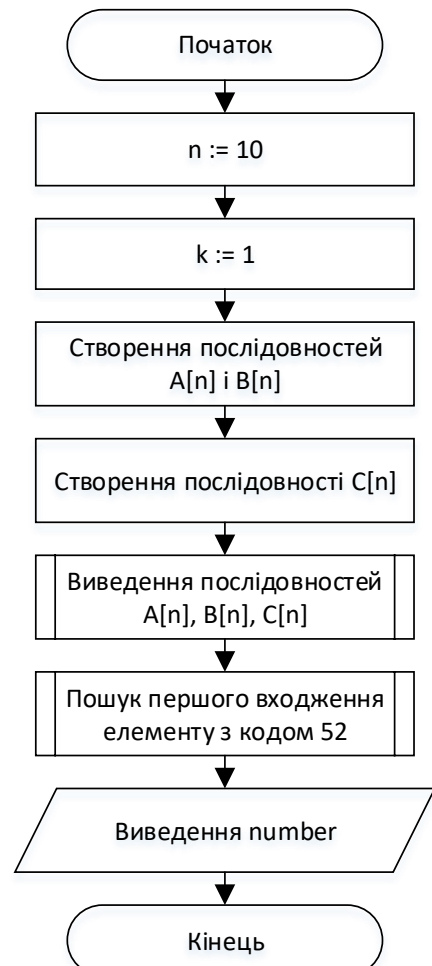 Початок
n := 10
k := 1
Створення послідовностей
A[n] і B[n]
Створення послідовності C[n]
Виведення послідовностей
A[n], B[n], C[n]
Пошук першого входження
елементу з кодом 52
Виведення number
Кінець